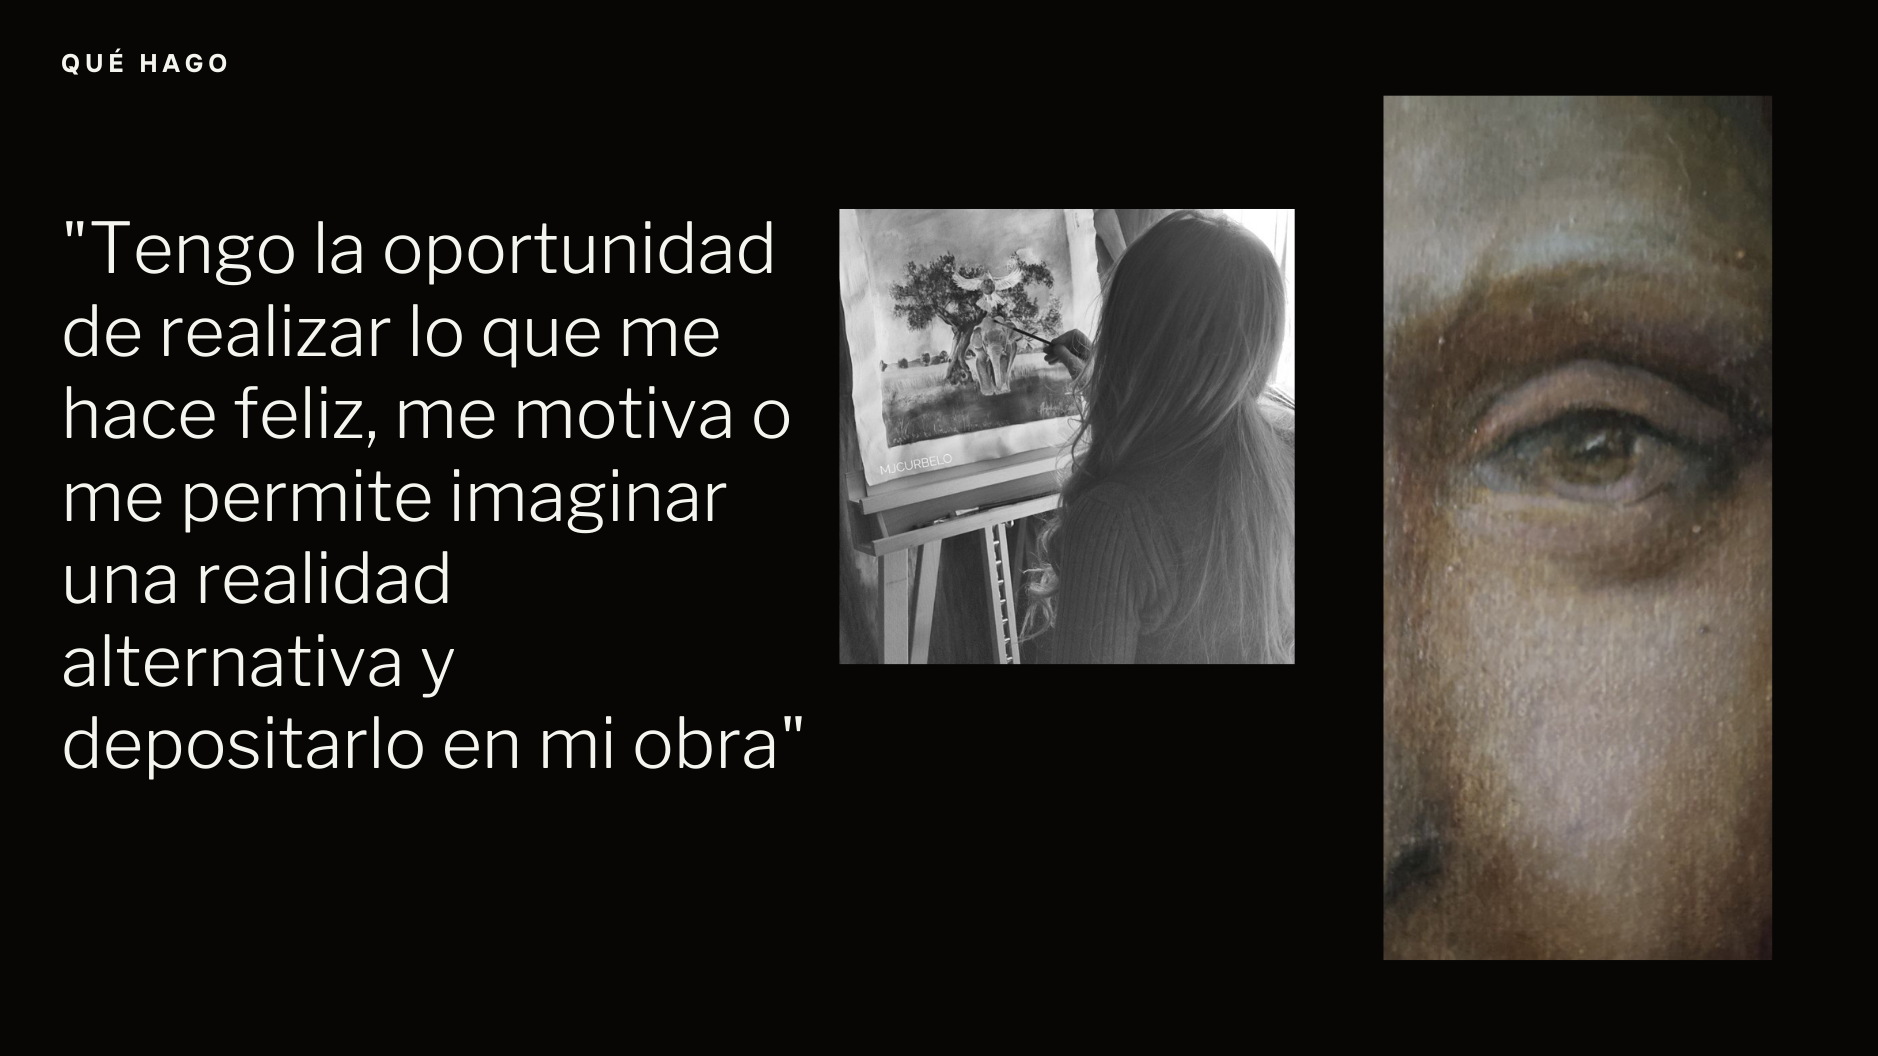 QUÉ HAGO
"Tengo la oportunidad
de realizar lo que me
hace feliz, me motiva o
me permite imaginar
una realidad
alternativa y
depositarlo en mi obra"
MJCURBELO